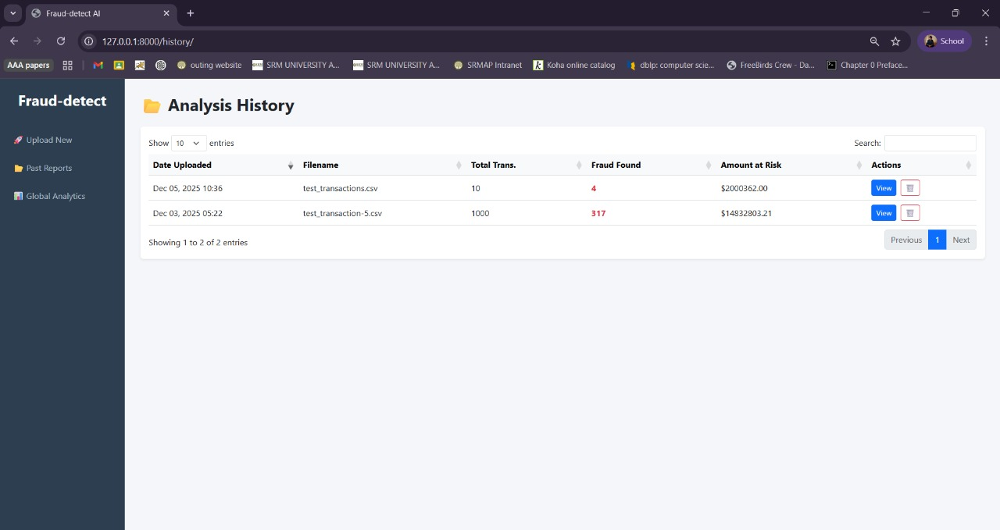 Fraud-detect AI
127.0.0.1:8000/history/
School
AAA papers
outing website
SRM UNIVERSITY A...
SRM UNIVERSITY A...
SRMAP Intranet
Koha online catalog
dblp: computer scie...
FreeBirds Crew - Da...
Chapter 0 Preface...
Fraud-detect
Upload New
Past Reports
Global Analytics
Analysis History
Show 10 entries
Search:
Date Uploaded Filename Total Trans. Fraud Found Amount at Risk Actions
Dec 05, 2025 10:36 test_transactions.csv 10 4 $2000362.00 View
Dec 03, 2025 05:22 test_transaction-5.csv 1000 317 $14832803.21 View
Showing 1 to 2 of 2 entries
Previous 1 Next